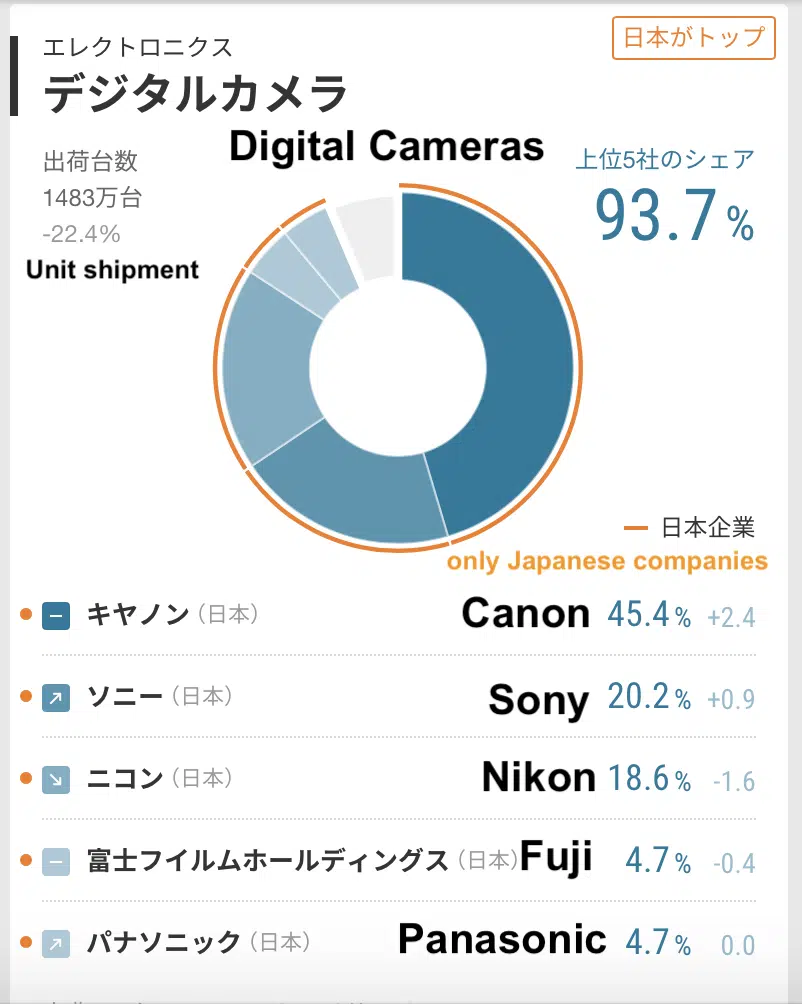 エレクトロニクス
日本がトップ
デジタルカメラ
Digital Cameras
出荷台数
1483万台
-22.4%
Unit shipment
上位5社のシェア
93.7%
日本企業
only Japanese companies
キヤノン（日本） Canon 45.4% +2.4
ソニー（日本） Sony 20.2% +0.9
ニコン（日本） Nikon 18.6% -1.6
富士フイルムホールディングス（日本） Fuji 4.7% -0.4
パナソニック（日本） Panasonic 4.7% 0.0